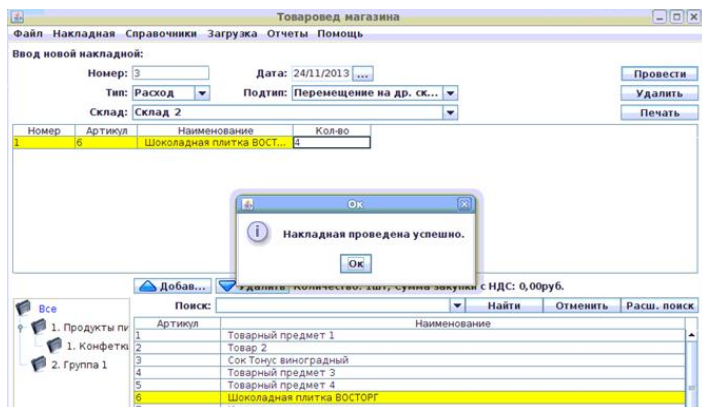 Товаровед магазина
Файл Накладная Справочники Загрузка Отчеты Помощь
Ввод новой накладной:
Номер: 3 Дата: 24/11/2013 ... Провести
Тип: Расход Подтип: Перемещение на др. ск... Удалить
Склад: Склад 2 Печать
Номер Артикул Наименование Кол-во
1 6 Шоколадная плитка ВОСТ... 4
Ок
Накладная проведена успешно.
Ок
Добав... Удалить Количество: 1шт, Сумма закупки с НДС: 0,00руб.
Все Поиск: Найти Отменить Расш. поиск
1. Продукты пи
1. Конфетки
2. Группа 1
Артикул Наименование
1 Товарный предмет 1
2 Товар 2
3 Сок Тонус виноградный
4 Товарный предмет 3
5 Товарный предмет 4
6 Шоколадная плитка ВОСТОРГ